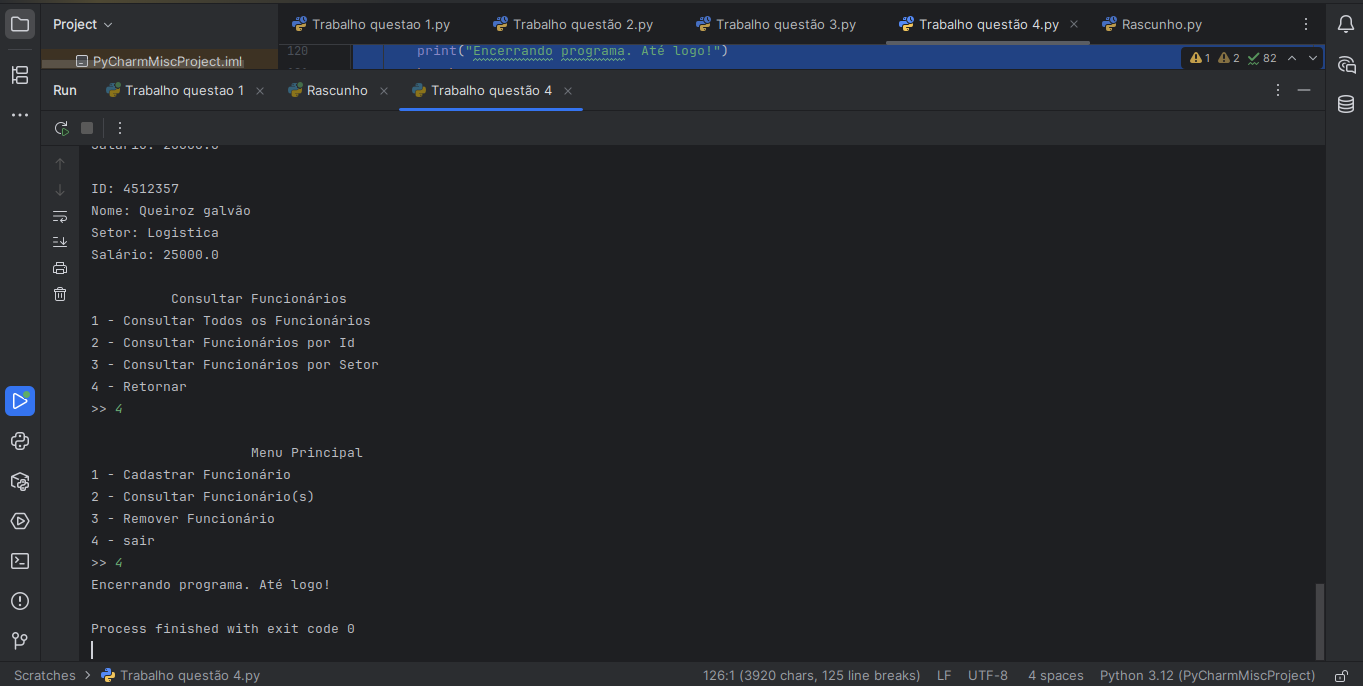 Project
Trabalho questao 1.py
Trabalho questão 2.py
Trabalho questão 3.py
Trabalho questão 4.py
Rascunho.py
PyCharmMiscProject.iml
120 print("Encerrando programa. Até logo!")
1 2 82
Run
Trabalho questao 1
Rascunho
Trabalho questão 4
ID: 4512357
Nome: Queiroz galvão
Setor: Logistica
Salário: 25000.0
Consultar Funcionários
1 - Consultar Todos os Funcionários
2 - Consultar Funcionários por Id
3 - Consultar Funcionários por Setor
4 - Retornar
>> 4
Menu Principal
1 - Cadastrar Funcionário
2 - Consultar Funcionário(s)
3 - Remover Funcionário
4 - sair
>> 4
Encerrando programa. Até logo!
Process finished with exit code 0
Scratches > Trabalho questão 4.py
126:1 (3920 chars, 125 line breaks) LF UTF-8 4 spaces Python 3.12 (PyCharmMiscProject)